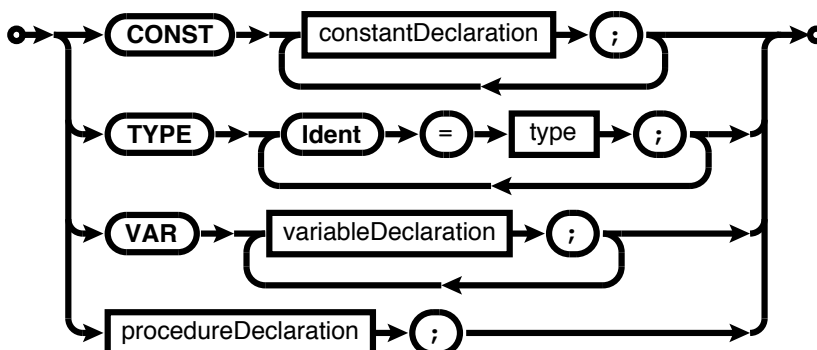 CONST constantDeclaration ;
TYPE Ident = type ;
VAR variableDeclaration ;
procedureDeclaration ;